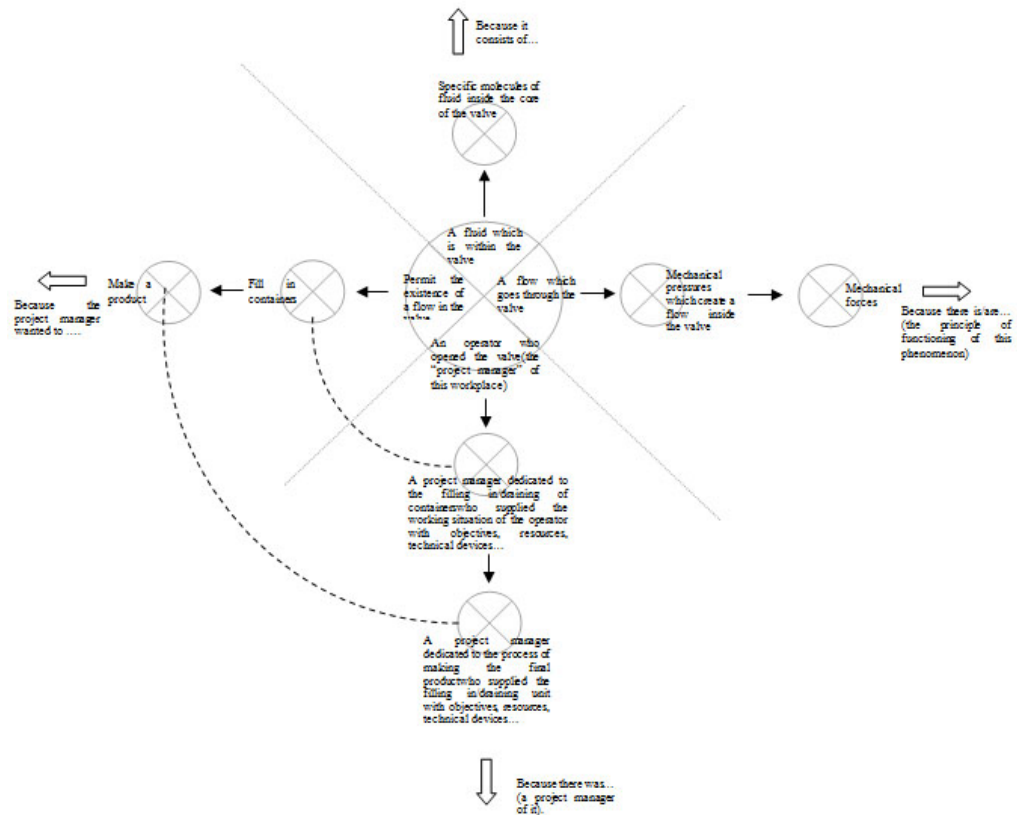 Because it
consists of...
Specific molecules of
fluid inside the core
of the valve
A fluid which
is within the
valve
Permit the
existence of
a flow in the
valve
A flow which
goes through the
valve
An operator who
opened the valve(the
“project manager” of
this workplace)
Fill in
containers
Make a
product
Because the
project manager
wanted to .....
Mechanical
pressures
which create a
flow inside
the valve
Mechanical
forces
Because there is/are...
(the principle of
functioning of this
phenomenon)
A project manager dedicated to
the filling in/draining of
containerswho supplied the
working situation of the operator
with objectives, resources,
technical devices...
A project manager
dedicated to the process of
making the final
productwho supplied the
filling in/draining unit
with objectives, resources,
technical devices...
Because there was...
(a project manager
of it).